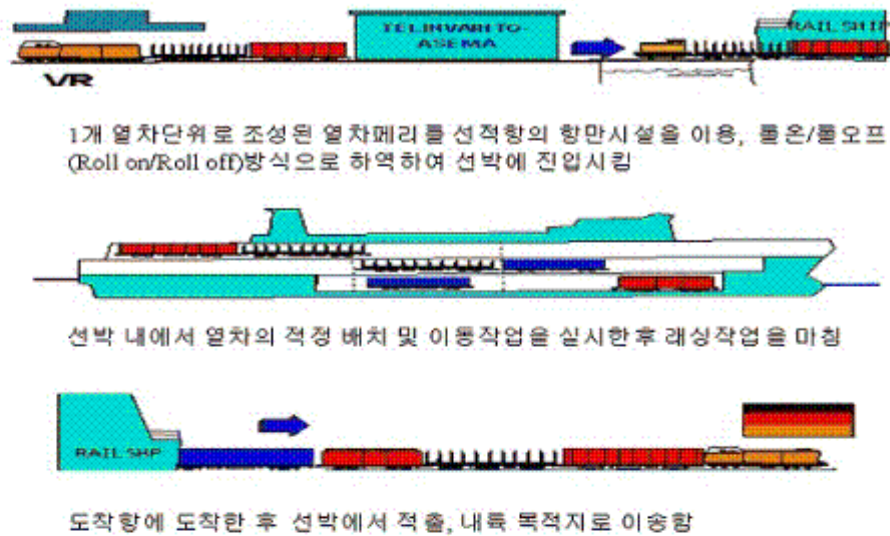 TELINVAIHTO-
ASEMA
RAIL SHIP
VR
1개 열차단위로 조성된 열차페리를 선적항의 항만시설을 이용, 롤온/롤오프
(Roll on/Roll off)방식으로 하역하여 선박에 진입시킴
선박 내에서 열차의 적정 배치 및 이동작업을 실시한후 래싱작업을 마침
RAIL SHIP
도착항에 도착한 후 선박에서 적출, 내륙 목적지로 이송함